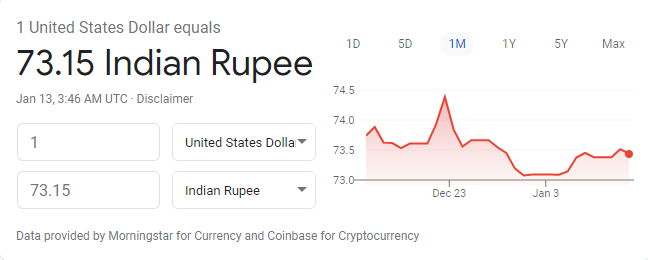 1 United States Dollar equals
73.15 Indian Rupee
Jan 13, 3:46 AM UTC · Disclaimer
1
United States Dolla
73.15
Indian Rupee
1D 5D 1M 1Y 5Y Max
74.5
74.0
73.5
73.0
Dec 23 Jan 3
Data provided by Morningstar for Currency and Coinbase for Cryptocurrency